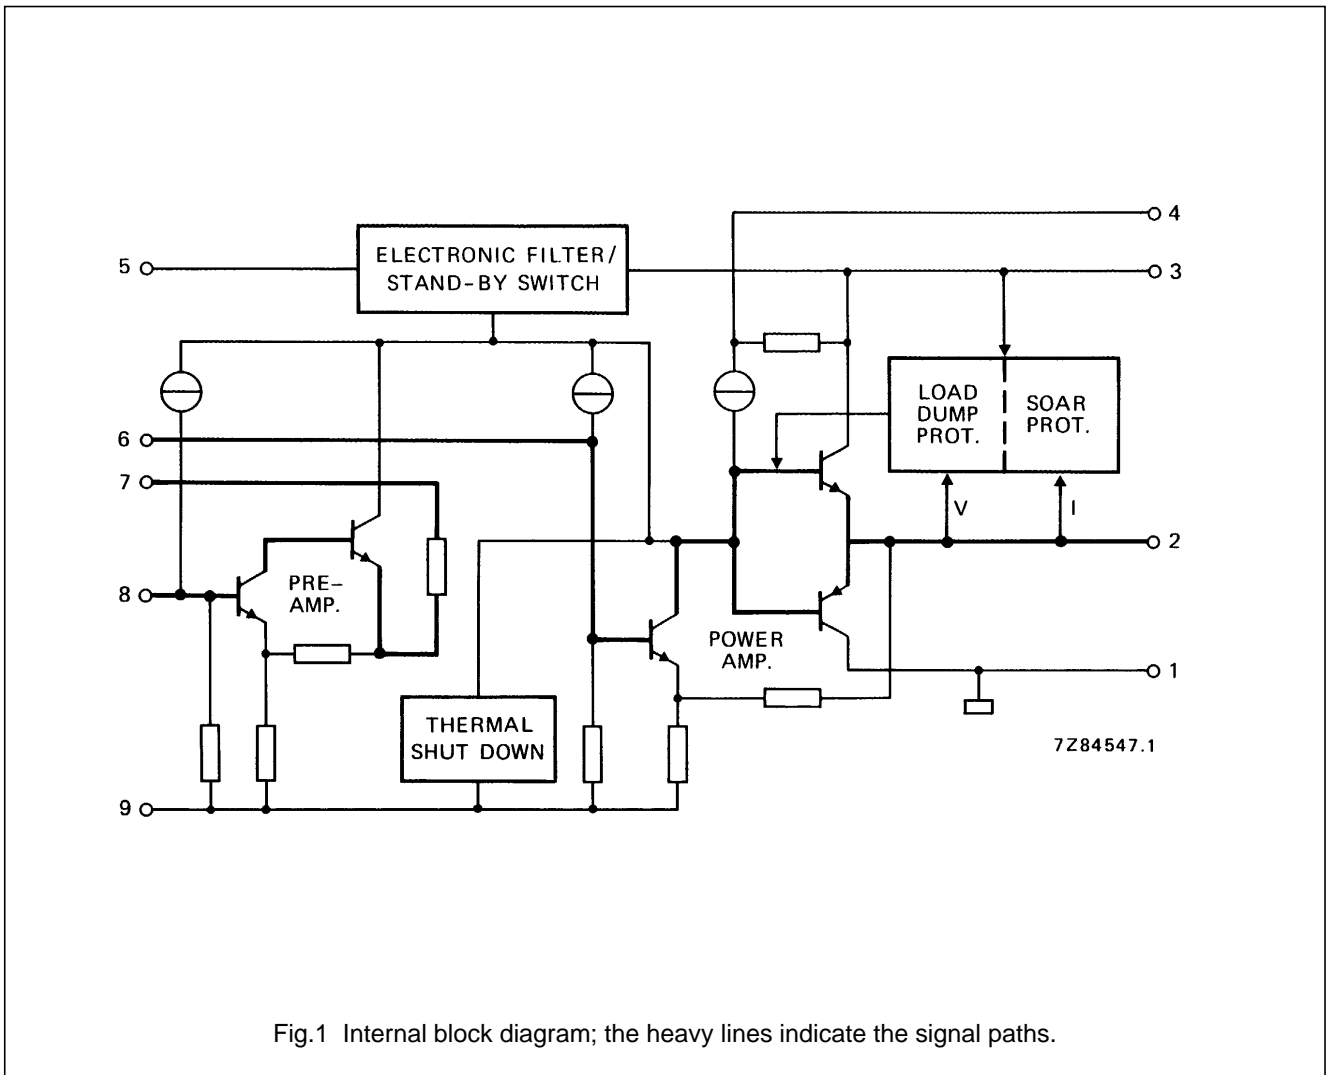 4
ELECTRONIC FILTER/
STAND-BY SWITCH
5
3
LOAD
DUMP
PROT.
SOAR
PROT.
6
7
V
I
2
8
PRE-
AMP.
POWER
AMP.
1
THERMAL
SHUT DOWN
7Z84547.1
9
Fig.1 Internal block diagram; the heavy lines indicate the signal paths.